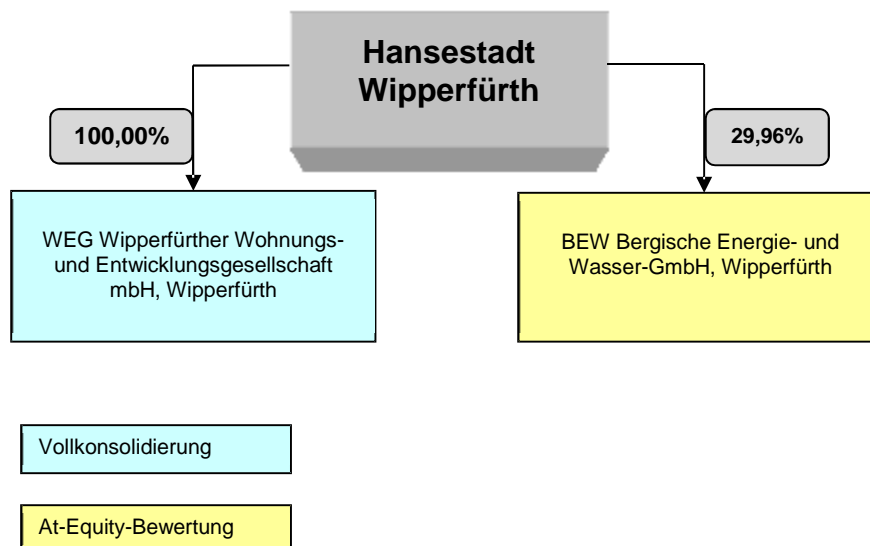 Hansestadt
Wipperfürth
100,00%
29,96%
WEG Wipperfürther Wohnungs-
und Entwicklungsgesellschaft
mbH, Wipperfürth
BEW Bergische Energie- und
Wasser-GmbH, Wipperfürth
Vollkonsolidierung
At-Equity-Bewertung